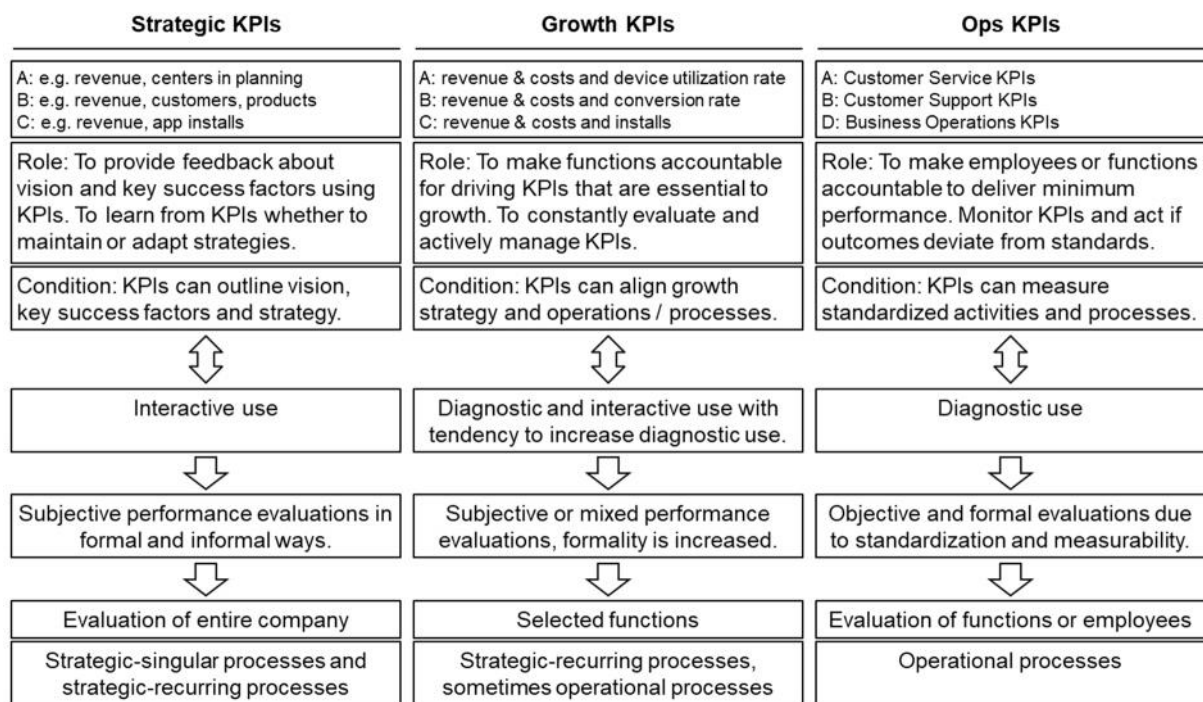 Strategic KPIs
A: e.g. revenue, centers in planning
B: e.g. revenue, customers, products
C: e.g. revenue, app installs
Role: To provide feedback about
vision and key success factors using
KPIs. To learn from KPIs whether to
maintain or adapt strategies.
Condition: KPIs can outline vision,
key success factors and strategy.
Interactive use
Subjective performance evaluations in
formal and informal ways.
Evaluation of entire company
Strategic-singular processes and
strategic-recurring processes
Growth KPIs
A: revenue & costs and device utilization rate
B: revenue & costs and conversion rate
C: revenue & costs and installs
Role: To make functions accountable
for driving KPIs that are essential to
growth. To constantly evaluate and
actively manage KPIs.
Condition: KPIs can align growth
strategy and operations / processes.
Diagnostic and interactive use with
tendency to increase diagnostic use.
Subjective or mixed performance
evaluations, formality is increased.
Selected functions
Strategic-recurring processes,
sometimes operational processes
Ops KPIs
A: Customer Service KPIs
B: Customer Support KPIs
D: Business Operations KPIs
Role: To make employees or functions
accountable to deliver minimum
performance. Monitor KPIs and act if
outcomes deviate from standards.
Condition: KPIs can measure
standardized activities and processes.
Diagnostic use
Objective and formal evaluations due
to standardization and measurability.
Evaluation of functions or employees
Operational processes